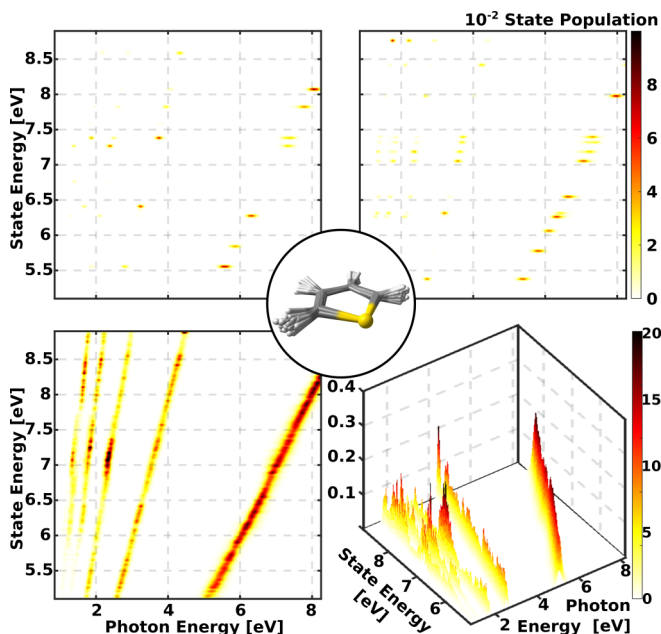 10⁻² State Population
State Energy [eV]
8.5
8
7.5
7
6.5
6
5.5
10
8
6
4
2
0
State Energy [eV]
8.5
8
7.5
7
6.5
6
5.5
2 4 6 8
Photon Energy [eV]
0.4
0.3
0.2
0.1
8 7 6
State Energy
[eV]
2 4 6 8
Photon
Energy [eV]
20
15
10
5
0